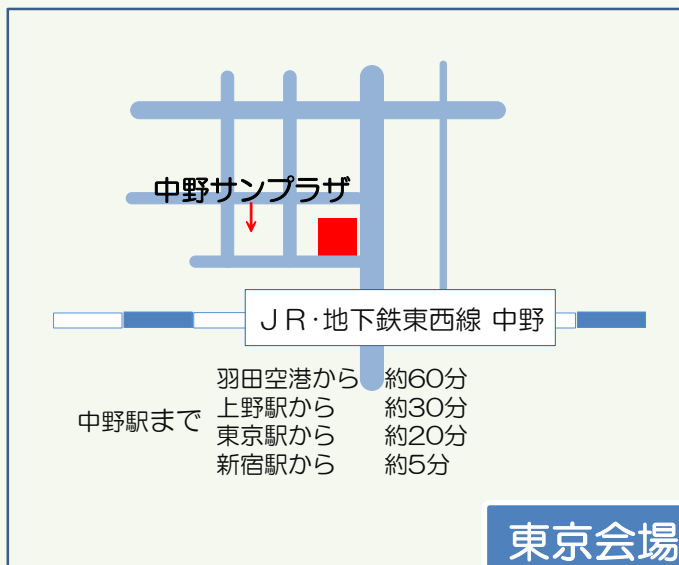 中野サンプラザ
JR・地下鉄東西線 中野
中野駅まで
羽田空港から 約60分
上野駅から 約30分
東京駅から 約20分
新宿駅から 約5分
東京会場